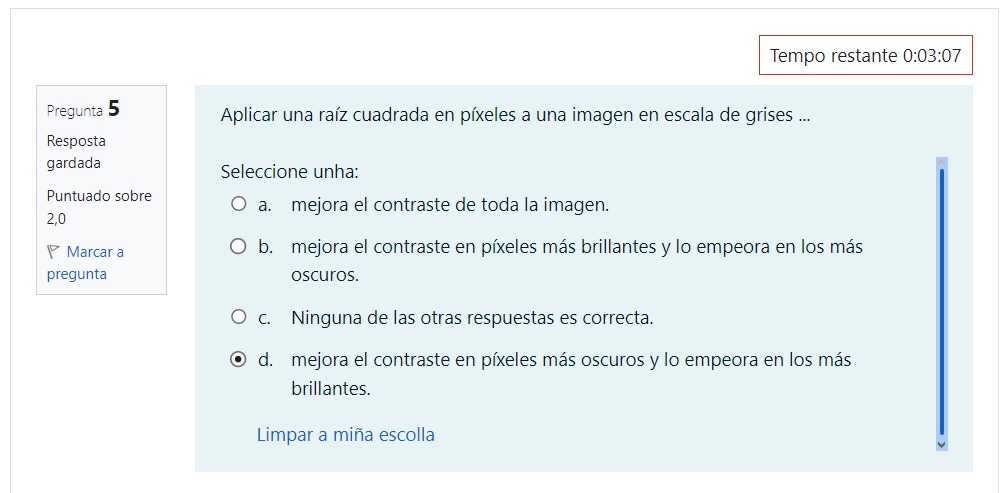 Tempo restante 0:03:07
Pregunta 5
Resposta
gardada
Puntuado sobre
2,0
Marcar a
pregunta
Aplicar una raíz cuadrada en píxeles a una imagen en escala de grises ...
Seleccione unha:
a. mejora el contraste de toda la imagen.
b. mejora el contraste en píxeles más brillantes y lo empeora en los más
oscuros.
c. Ninguna de las otras respuestas es correcta.
d. mejora el contraste en píxeles más oscuros y lo empeora en los más
brillantes.
Limpar a miña escolla